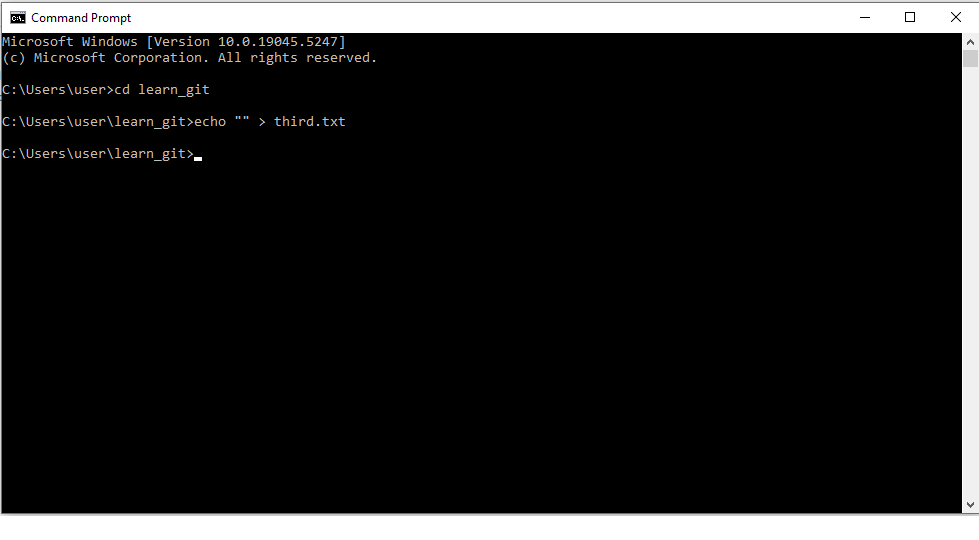 Command Prompt
Microsoft Windows [Version 10.0.19045.5247]
(c) Microsoft Corporation. All rights reserved.
C:\Users\user>cd learn_git
C:\Users\user\learn_git>echo "" > third.txt
C:\Users\user\learn_git>